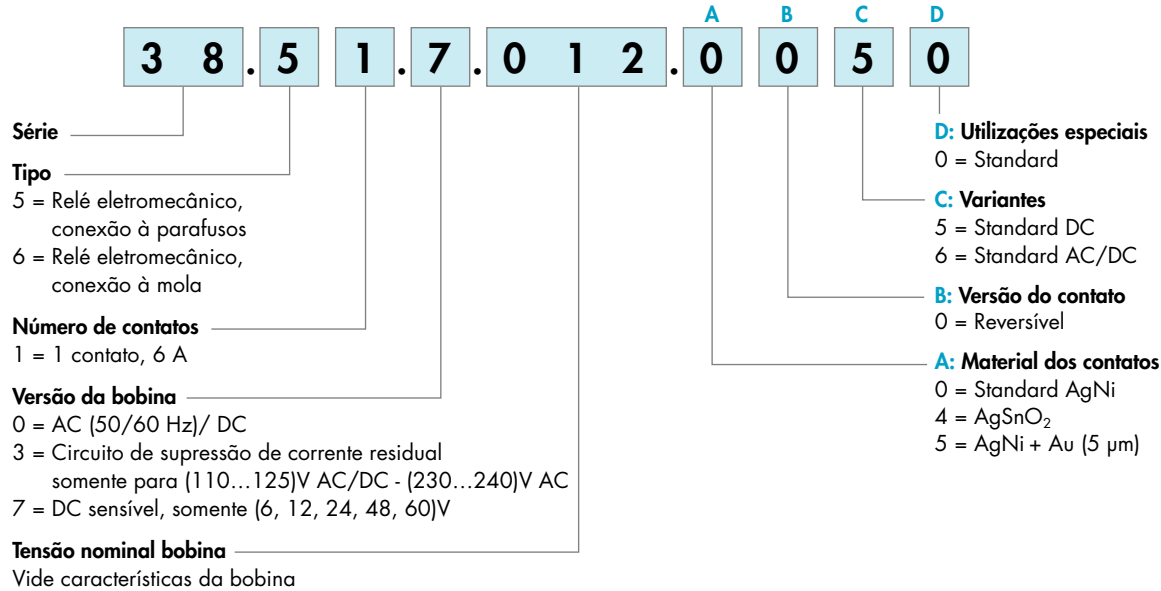 A B C D
3 8 . 5 1 . 7 . 0 1 2 . 0 0 5 0
Série
Tipo
5 = Relé eletromecânico,
conexão à parafusos
6 = Relé eletromecânico,
conexão à mola
Número de contatos
1 = 1 contato, 6 A
Versão da bobina
0 = AC (50/60 Hz)/ DC
3 = Circuito de supressão de corrente residual
somente para (110…125)V AC/DC - (230…240)V AC
7 = DC sensível, somente (6, 12, 24, 48, 60)V
Tensão nominal bobina
Vide características da bobina
D: Utilizações especiais
0 = Standard
C: Variantes
5 = Standard DC
6 = Standard AC/DC
B: Versão do contato
0 = Reversível
A: Material dos contatos
0 = Standard AgNi
4 = AgSnO₂
5 = AgNi + Au (5 µm)